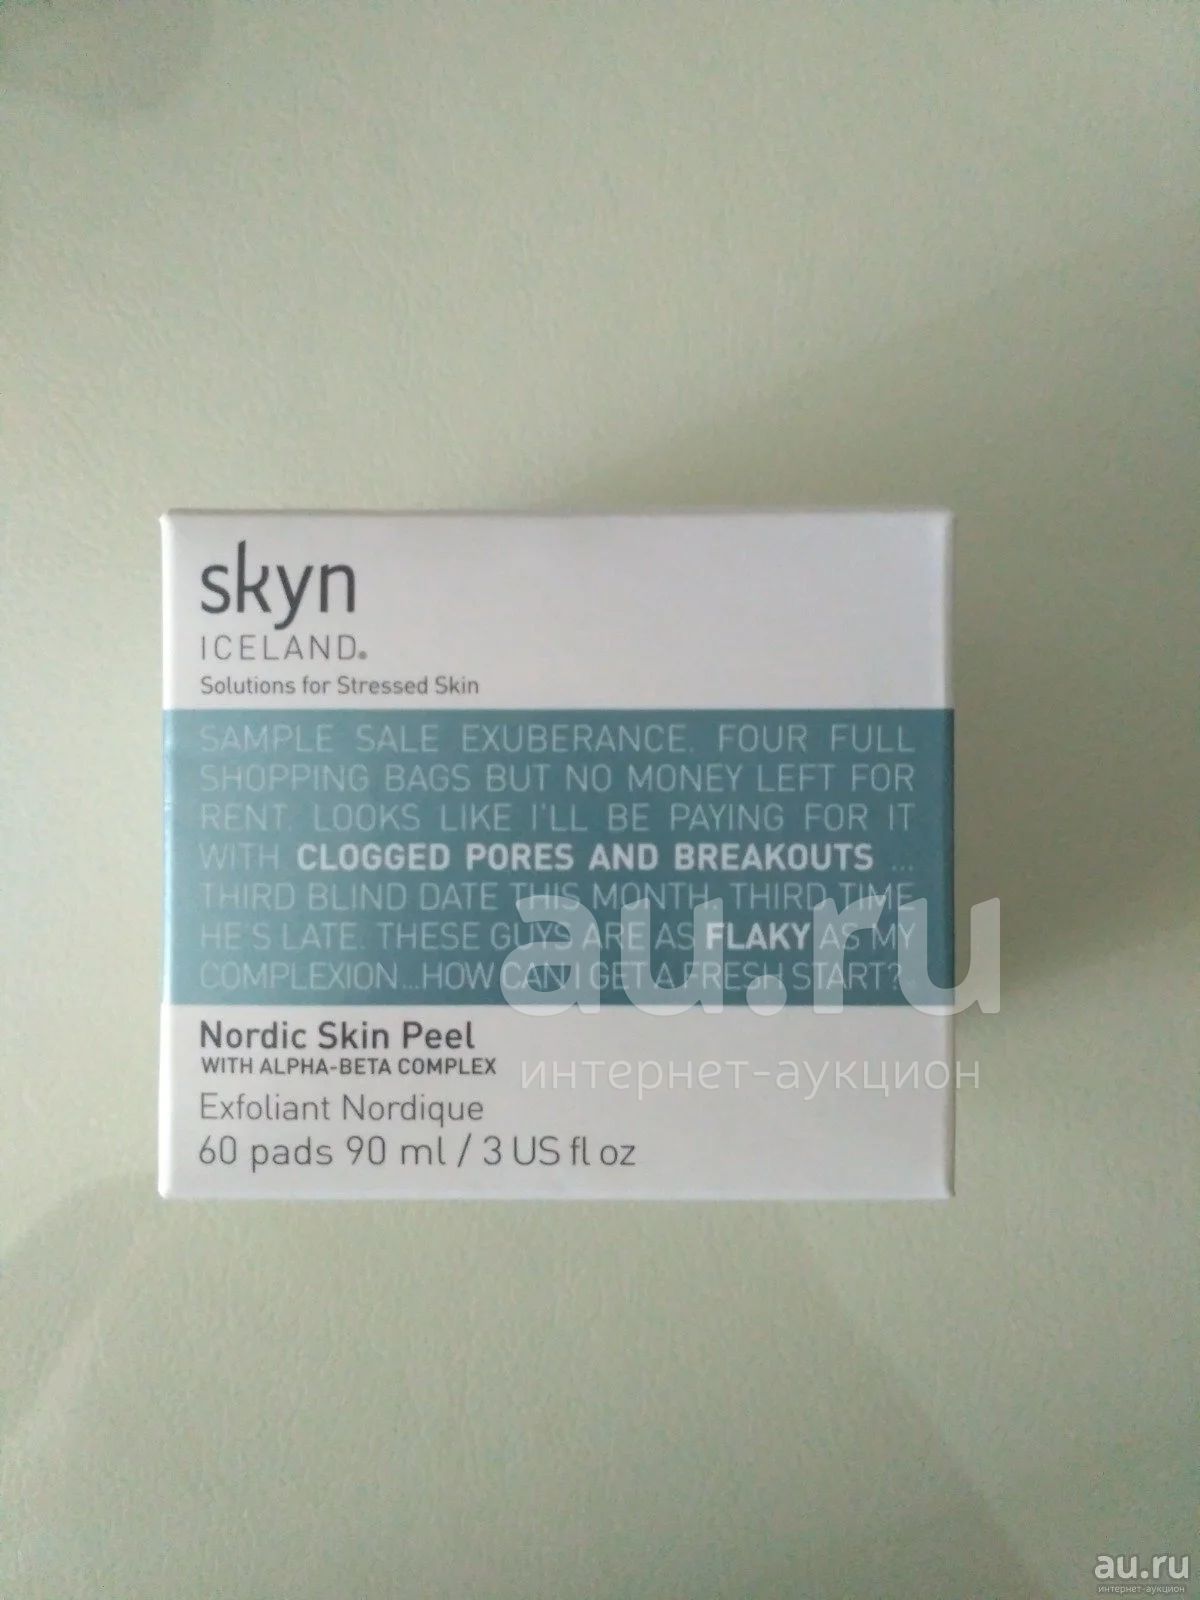 skyn
ICELAND®
Solutions for Stressed Skin
SAMPLE SALE EXUBERANCE. FOUR FULL
SHOPPING BAGS BUT NO MONEY LEFT FOR
RENT. LOOKS LIKE I'LL BE PAYING FOR IT
WITH CLOGGED PORES AND BREAKOUTS ...
THIRD BLIND DATE THIS MONTH. THIRD TIME
HE'S LATE. THESE GUYS ARE AS FLAKY AS MY
COMPLEXION...HOW CAN I GET A FRESH START?
au.ru
интернет-аукцион
Nordic Skin Peel
WITH ALPHA-BETA COMPLEX
Exfoliant Nordique
60 pads 90 ml / 3 US fl oz
au.ru
интернет-аукцион